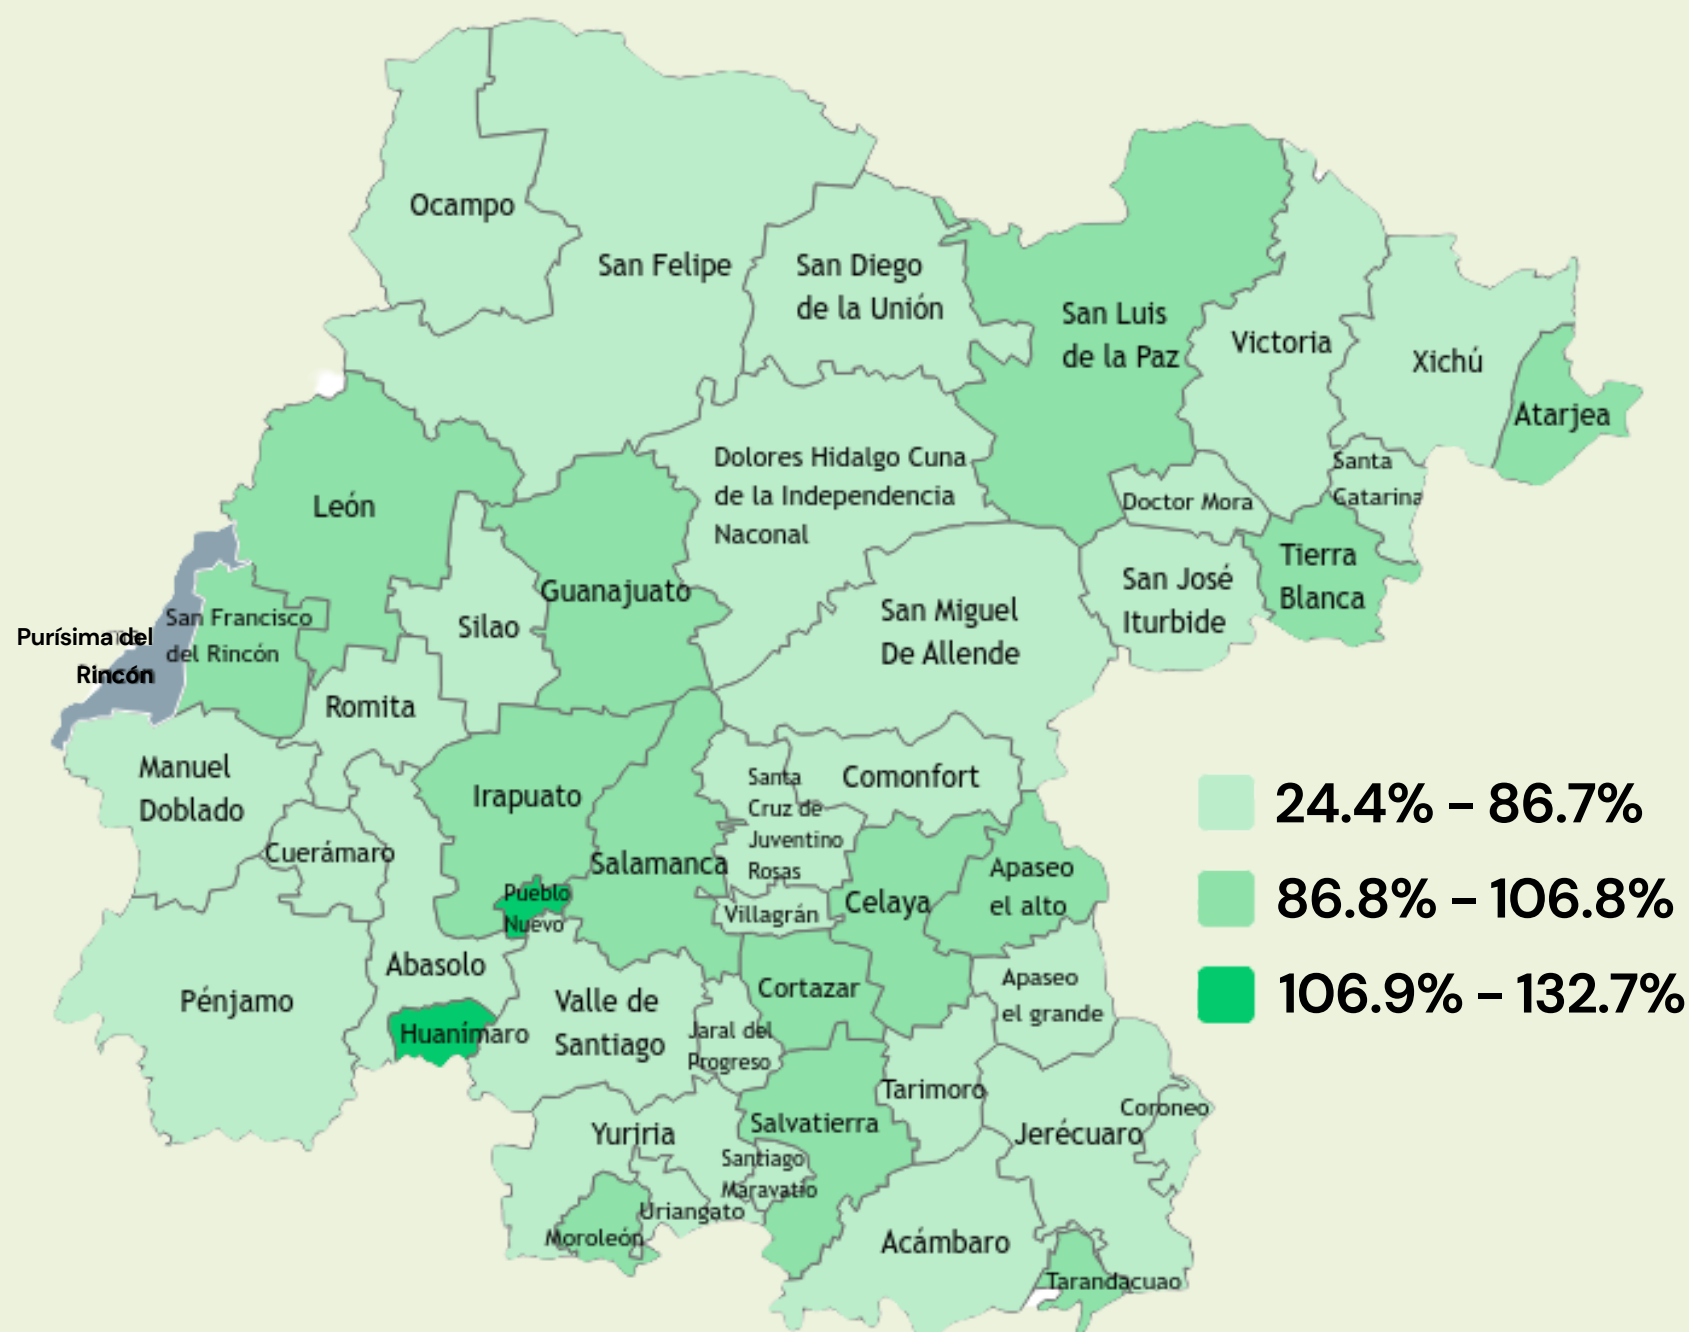 Ocampo
San Felipe
San Diego
de la Unión
San Luis
de la Paz
Victoria
Xichú
Atarjea
Dolores Hidalgo Cuna
de la Independencia
Naconal
Santa
Catarina
Doctor Mora
León
Tierra
Blanca
San José
Iturbide
Guanajuato
Silao
San Miguel
De Allende
San Francisco
del Rincón
Purísima del
Rincón
Romita
Manuel
Doblado
Irapuato
Santa
Cruz de
Juventino
Rosas
Comonfort
24.4% – 86.7%
86.8% – 106.8%
106.9% – 132.7%
Cuerámaro
Salamanca
Apaseo
el alto
Pueblo
Nuevo
Villagrán
Celaya
Abasolo
Pénjamo
Valle de
Santiago
Cortazar
Apaseo
el grande
Huanímaro
Jaral del
Progreso
Tarimoro
Coroneo
Jerécuaro
Salvatierra
Yuriria
Santiago
Maravatío
Uriangato
Moroleón
Acámbaro
Tarandacuao